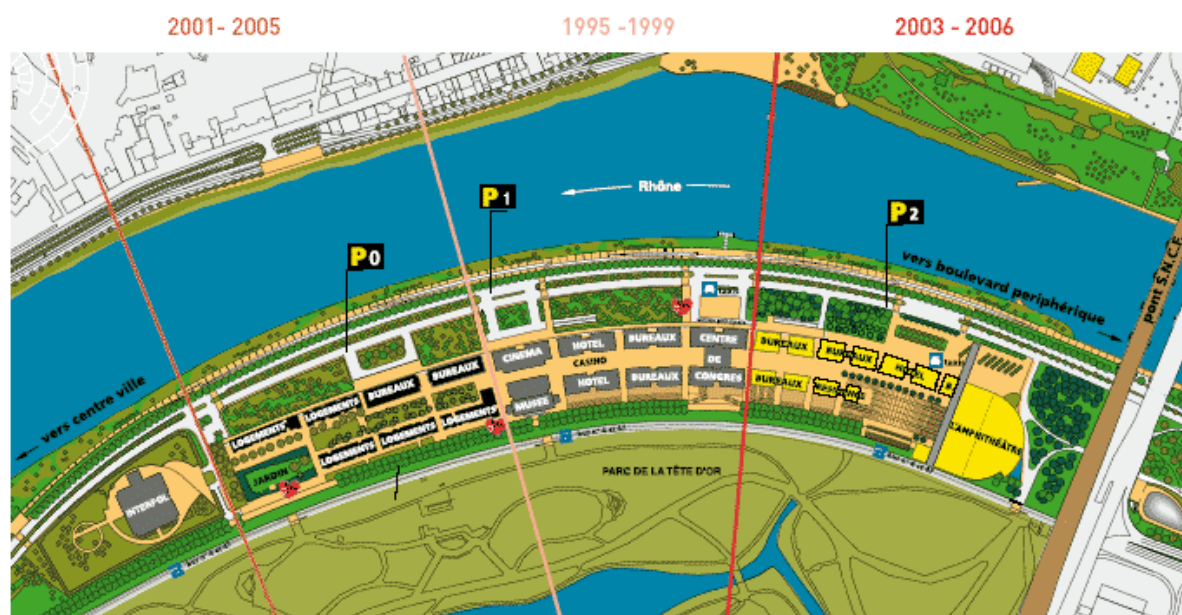 2001- 2005
1995 -1999
2003 - 2006
Rhône
P1
P2
P0
vers boulevard periphérique
pont S.N.C.F
vers centre ville
taxis
CINEMA
HOTEL
BUREAUX
CENTRE
BUREAUX
BUREAUX
HOTEL
CASINO
DE
BUREAUX
BUREAUX
LOGEMENTS
LOGEMENTS
MUSEE
HOTEL
BUREAUX
CONGRES
BUREAUX
LOGEMENTS
LOGEMENTS
LOGEMENTS
L'AMPHITHÉATRE
JARDIN
INTERPOL
PARC DE LA TÊTE D'OR